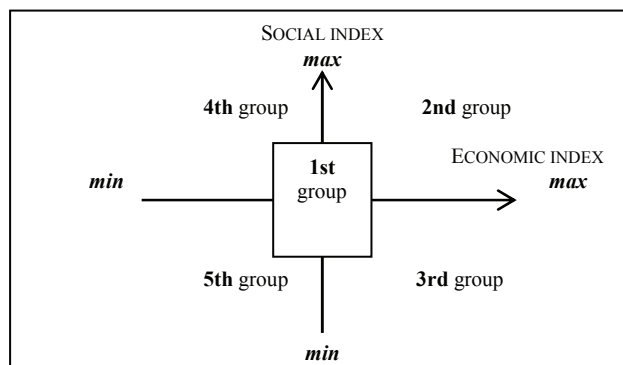 SOCIAL INDEX
max
4th group
2nd group
1st
group
ECONOMIC INDEX
min
max
5th group
3rd group
min